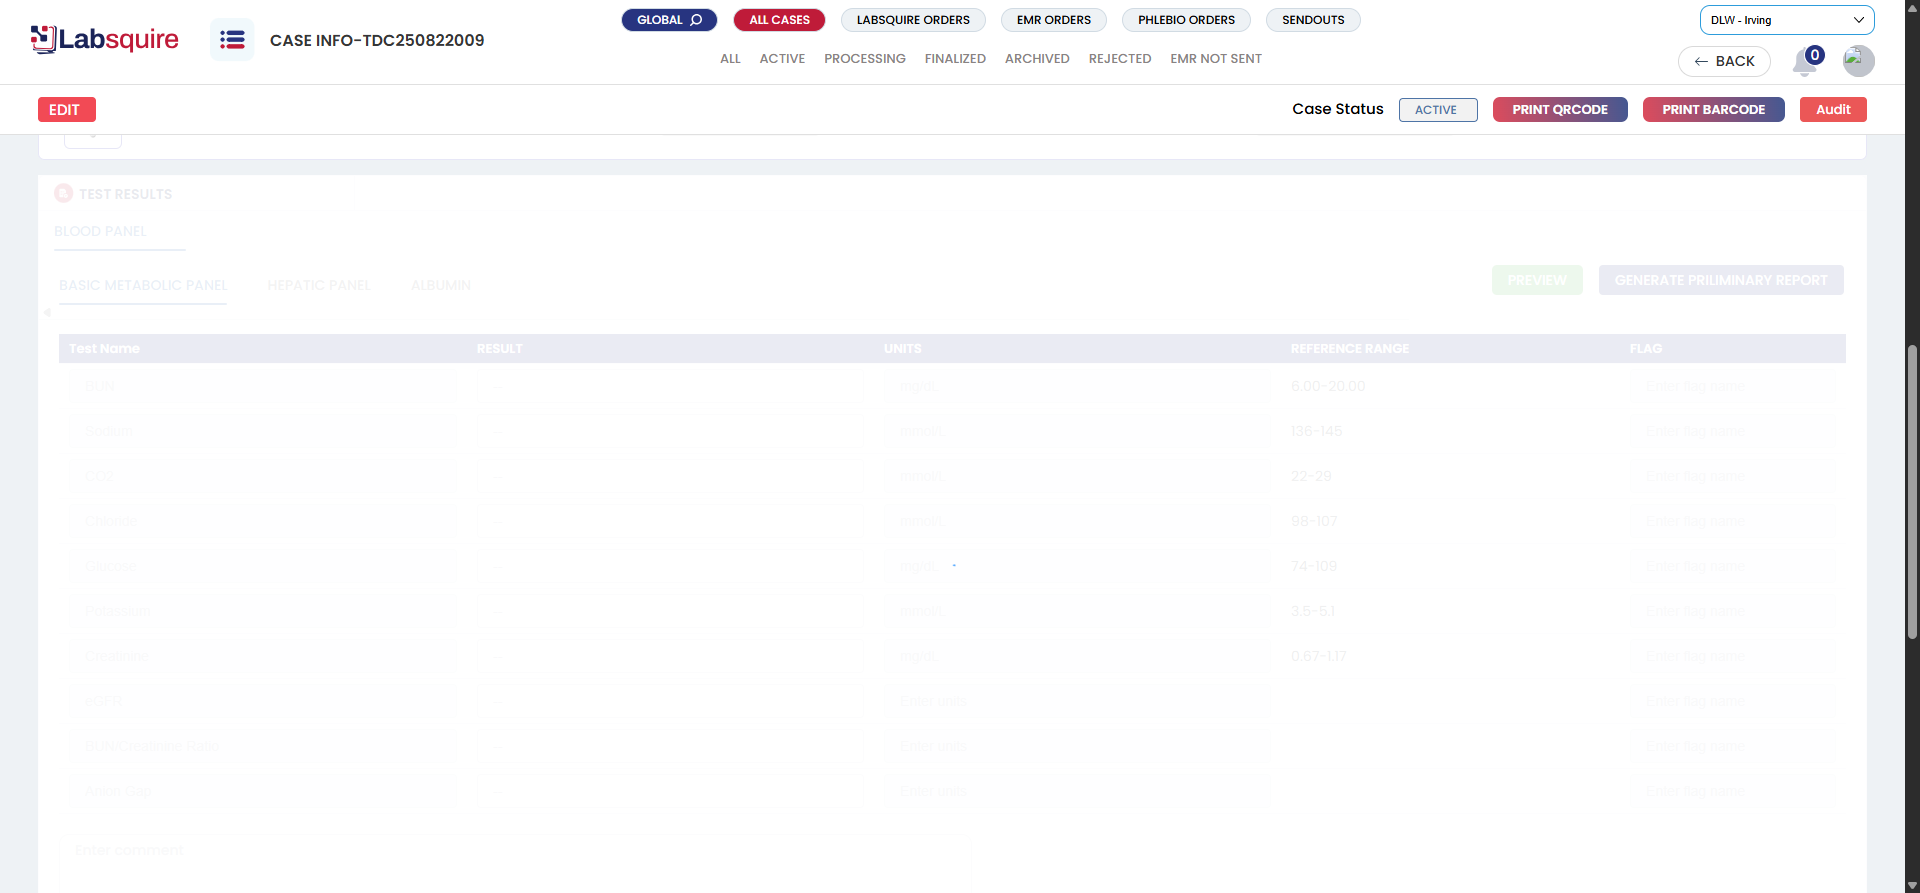 Labsquire
CASE INFO-TDC250822009
GLOBAL
ALL CASES
LABSQUIRE ORDERS
EMR ORDERS
PHLEBIO ORDERS
SENDOUTS
DLW - Irving
ALL
ACTIVE
PROCESSING
FINALIZED
ARCHIVED
REJECTED
EMR NOT SENT
BACK
0
EDIT
Case Status
ACTIVE
PRINT QRCODE
PRINT BARCODE
Audit
TEST RESULTS
BLOOD PANEL
BASIC METABOLIC PANEL
HEPATIC PANEL
ALBUMIN
PREVIEW
GENERATE PRILIMINARY REPORT
Test Name RESULT UNITS REFERENCE RANGE FLAG
BUN mg/dl 6.00-20.00 Enter flag name
Sodium mmol/L 136-145 Enter flag name
CO2 mmol/L 22-29 Enter flag name
Chloride mmol/L 98-107 Enter flag name
Glucose mg/dl 74-109 Enter flag name
Potassium mmol/L 3.5-5.1 Enter flag name
Creatinine mg/dl 0.67-1.17 Enter flag name
eGFR Enter units Enter flag name
BUN/Creatinine Ratio Enter units Enter flag name
Anion Gap Enter units Enter flag name
Enter comment